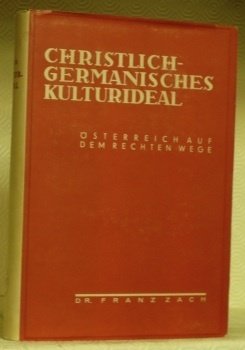 CHRISTLICH-
GERMANISCHES
KULTURIDEAL
ÖSTERREICH AUF
DEM RECHTEN WEGE
DR. FRANZ ZACH